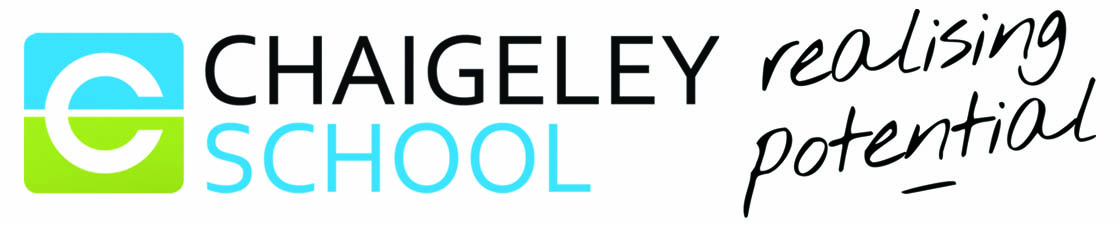 CHAIGELEY
SCHOOL
realising
potential